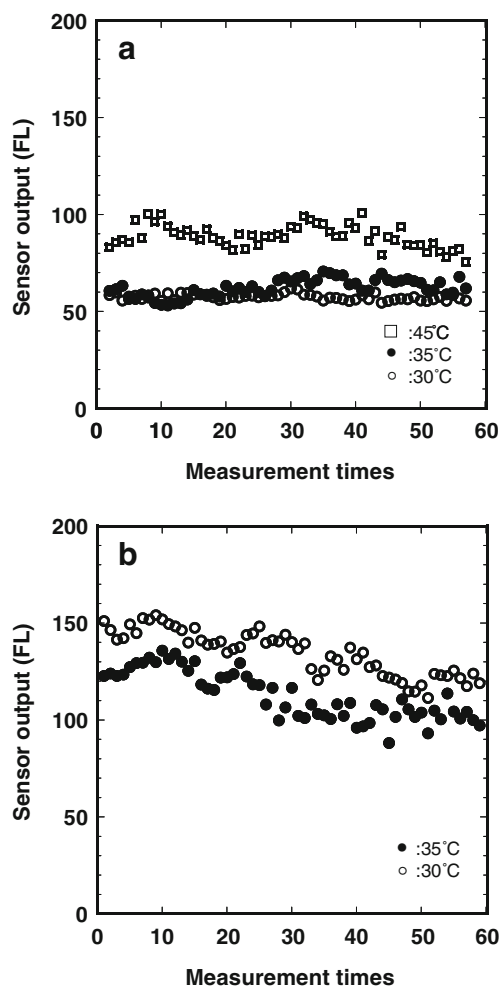 200
a
150
100
50
0
Sensor output (FL)
□ :45°C
● :35°C
○ :30°C
0 10 20 30 40 50 60
Measurement times
200
b
150
100
50
0
Sensor output (FL)
● :35°C
○ :30°C
0 10 20 30 40 50 60
Measurement times